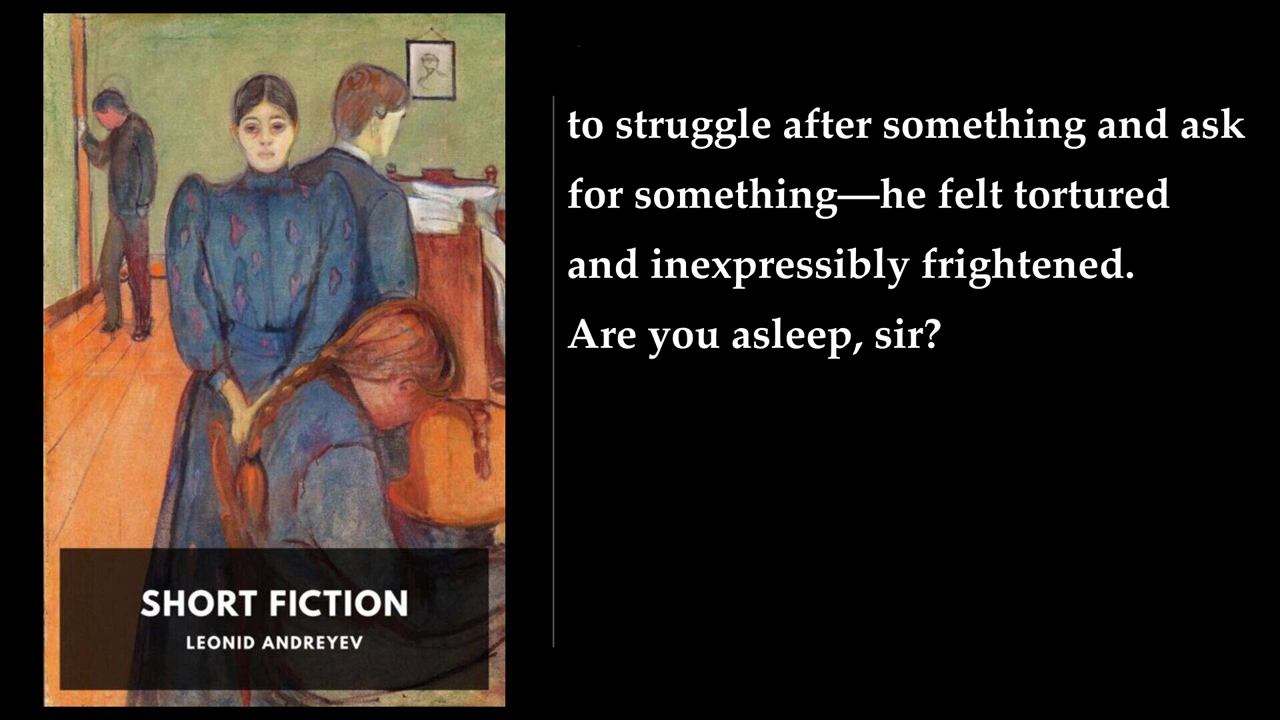 to struggle after something and ask
for something—he felt tortured
and inexpressibly frightened.
Are you asleep, sir?
SHORT FICTION
LEONID ANDREYEV